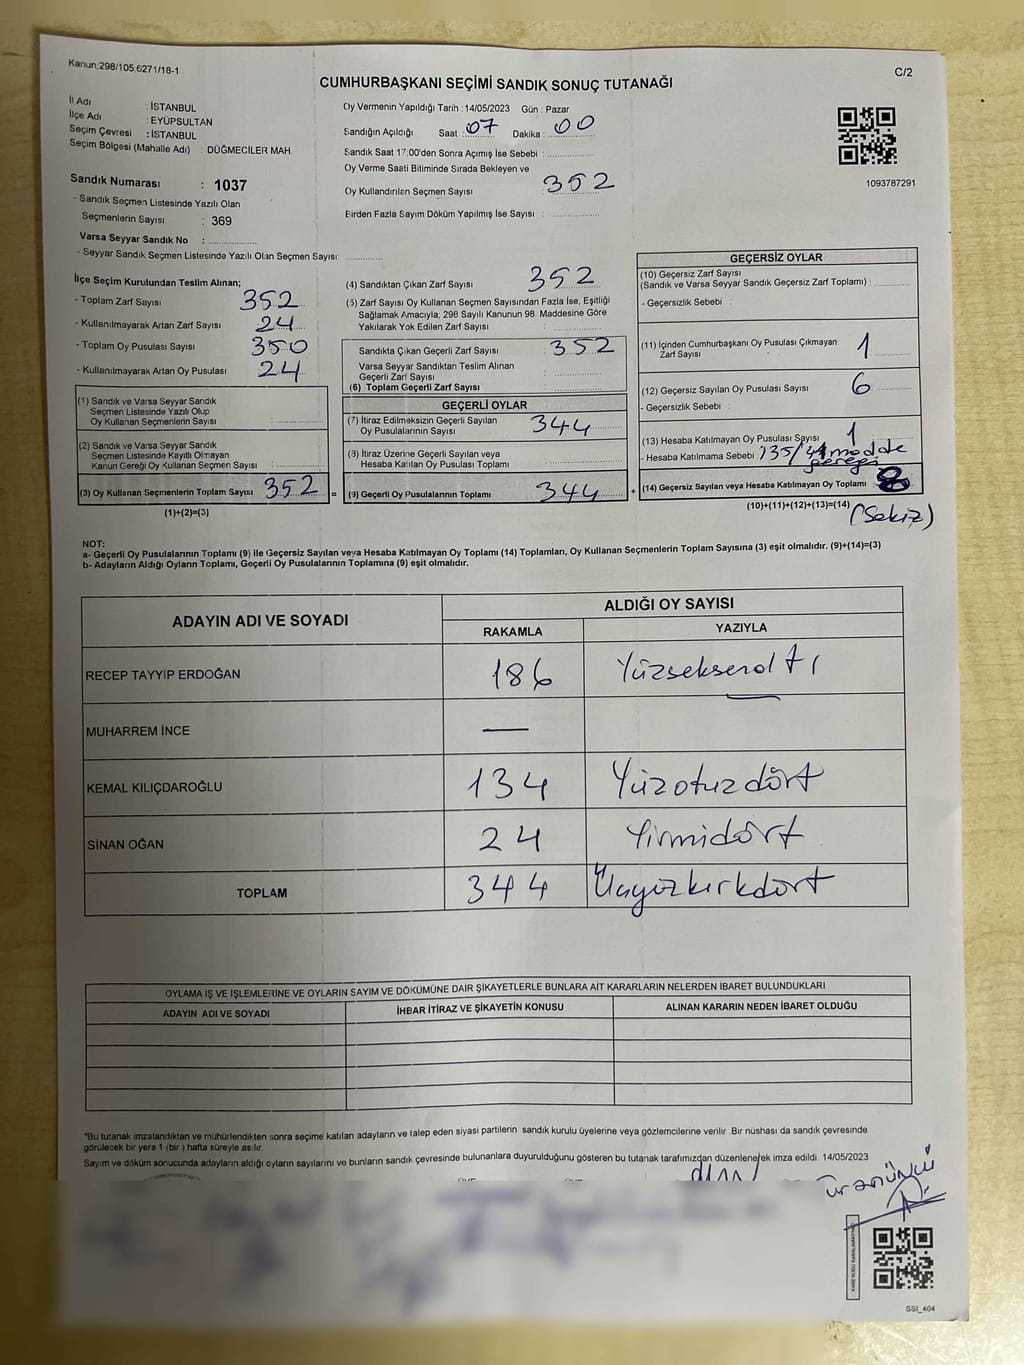 Kanun,298/105,6271/18-1
C/2
CUMHURBAŞKANI SEÇİMİ SANDIK SONUÇ TUTANAĞI
İl Adı : İSTANBUL
İlçe Adı : EYÜPSULTAN
Seçim Çevresi : İSTANBUL
Seçim Bölgesi (Mahalle Adı) : DÜĞMECİLER MAH.
Sandık Numarası : 1037
- Sandık Seçmen Listesinde Yazılı Olan
Seçmenlerin Sayısı : 369
Varsa Seyyar Sandık No :
- Seyyar Sandık Seçmen Listesinde Yazılı Olan Seçmen Sayısı:
Oy Vermenin Yapıldığı Tarih :14/05/2023 Gün : Pazar
Sandığın Açıldığı Saat 07 Dakika : 00
Sandık Saat 17:00'den Sonra Açımış İse Sebebi :
Oy Verme Saati Bitiminde Sırada Bekleyen ve
Oy Kullandırılan Seçmen Sayısı 352
Birden Fazla Sayım Döküm Yapılmış İse Sayısı :
1093787291
İlçe Seçim Kurulundan Teslim Alınan;
- Toplam Zarf Sayısı 352
- Kullanılmayarak Artan Zarf Sayısı 24
- Toplam Oy Pusulası Sayısı 350
- Kullanılmayarak Artan Oy Pusulası 24
(1) Sandık ve Varsa Seyyar Sandık
Seçmen Listesinde Yazılı Olup
Oy Kullanan Seçmenlerin Sayısı :
(2) Sandık ve Varsa Seyyar Sandık
Seçmen Listesinde Kayıtlı Olmayan
Kanun Gereği Oy Kullanan Seçmen Sayısı :
(3) Oy Kullanan Seçmenlerin Toplam Sayısı 352 =
(1)+(2)=(3)
(4) Sandıktan Çıkan Zarf Sayısı 352
(5) Zarf Sayısı Oy Kullanan Seçmen Sayısından Fazla İse, Eşitliği
Sağlamak Amacıyla; 298 Sayılı Kanunun 98. Maddesine Göre
Yakılarak Yok Edilen Zarf Sayısı :
Sandıkta Çıkan Geçerli Zarf Sayısı : 352
Varsa Seyyar Sandıktan Teslim Alınan
Geçerli Zarf Sayısı :
(6) Toplam Geçerli Zarf Sayısı :
GEÇERLİ OYLAR
(7) İtiraz Edilmeksizin Geçerli Sayılan
Oy Pusulalarının Sayısı 344
(8) İtiraz Üzerine Geçerli Sayılan veya
Hesaba Katılan Oy Pusulası Toplamı :
(9) Geçerli Oy Pusulalarının Toplamı 344 +
GEÇERSİZ OYLAR
(10) Geçersiz Zarf Sayısı
(Sandık ve Varsa Seyyar Sandık Geçersiz Zarf Toplamı) :
- Geçersizlik Sebebi :
(11) İçinden Cumhurbaşkanı Oy Pusulası Çıkmayan
Zarf Sayısı 1
(12) Geçersiz Sayılan Oy Pusulası Sayısı 6
- Geçersizlik Sebebi :
(13) Hesaba Katılmayan Oy Pusulası Sayısı 1
- Hesaba Katılmama Sebebi 135/41 madde
gereği
(14) Geçersiz Sayılan veya Hesaba Katılmayan Oy Toplamı 8
(10)+(11)+(12)+(13)=(14) (Sekiz)
NOT:
a- Geçerli Oy Pusulalarının Toplamı (9) ile Geçersiz Sayılan veya Hesaba Katılmayan Oy Toplamı (14) Toplamları, Oy Kullanan Seçmenlerin Toplam Sayısına (3) eşit olmalıdır. (9)+(14)=(3)
b- Adayların Aldığı Oyların Toplamı, Geçerli Oy Pusulalarının Toplamına (9) eşit olmalıdır.
ADAYIN ADI VE SOYADI ALDIĞI OY SAYISI
RAKAMLA YAZIYLA
RECEP TAYYİP ERDOĞAN 186 Yüzseksenaltı
MUHARREM İNCE —
KEMAL KILIÇDAROĞLU 134 Yüzotuzdört
SİNAN OĞAN 24 Yirmidört
TOPLAM 344 Üçyüzkırkdört
OYLAMA İŞ VE İŞLEMLERİNE VE OYLARIN SAYIM VE DÖKÜMÜNE DAİR ŞİKAYETLERLE BUNLARA AİT KARARLARIN NELERDEN İBARET BULUNDUKLARI
ADAYIN ADI VE SOYADI İHBAR İTİRAZ VE ŞİKAYETİN KONUSU ALINAN KARARIN NEDEN İBARET OLDUĞU
*Bu tutanak imzalandıktan ve mühürlendikten sonra seçime katılan adayların ve talep eden siyasi partilerin sandık kurulu üyelerine veya gözlemcilerine verilir .Bir nüshası da sandık çevresinde
görülecek bir yere 1 (bir ) hafta süreyle asılır.
Sayım ve döküm sonucunda adayların aldığı oyların sayılarını ve bunların sandık çevresinde bulunanlara duyurulduğunu gösteren bu tutanak tarafımızdan düzenlenerek imza edildi. 14/05/2023
SSI_404